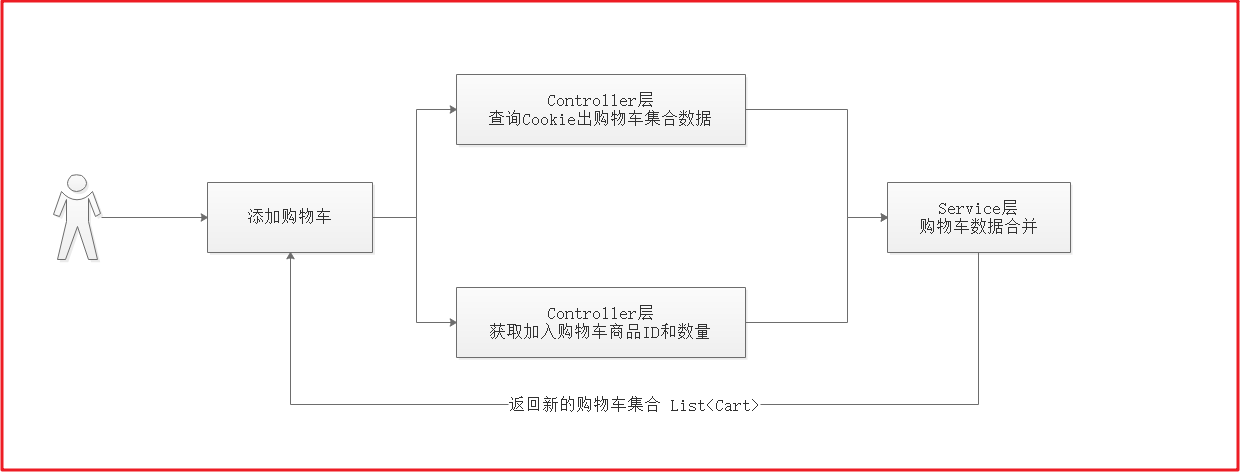 Controller层
查询Cookie出购物车集合数据
添加购物车
Service层
购物车数据合并
Controller层
获取加入购物车商品ID和数量
返回新的购物车集合 List<Cart>